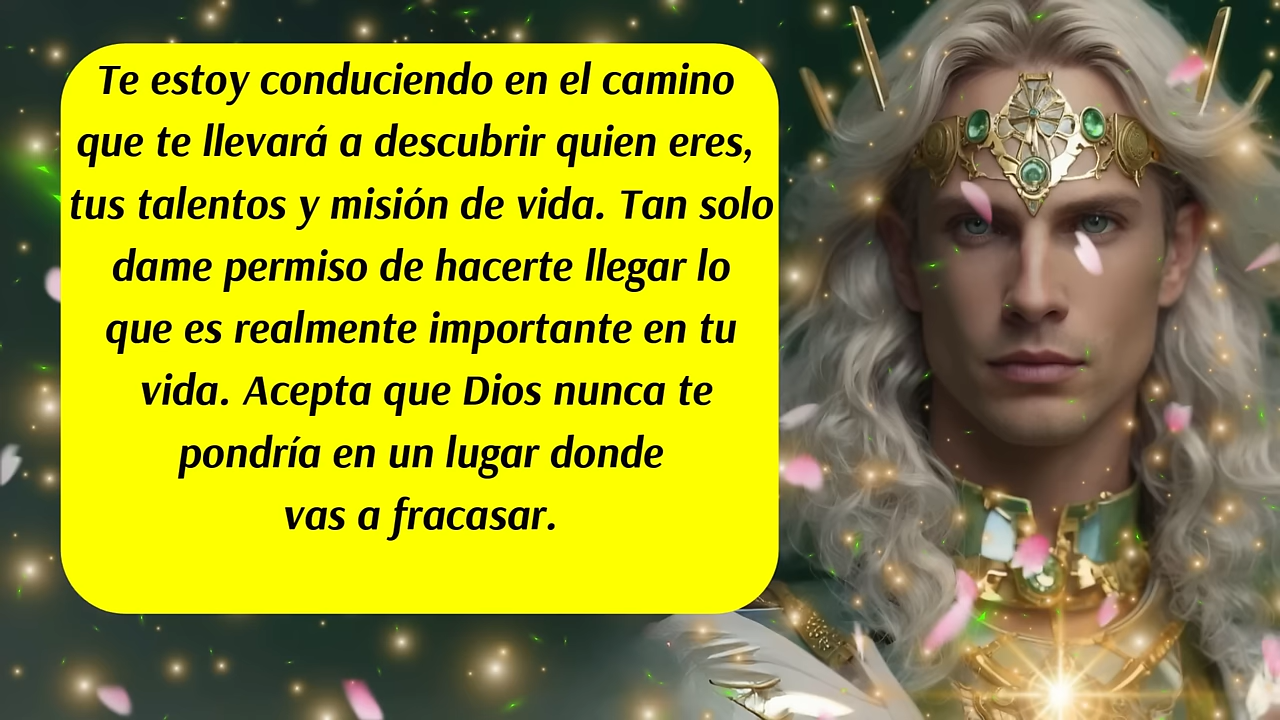 Te estoy conduciendo en el camino
que te llevará a descubrir quien eres,
tus talentos y misión de vida. Tan solo
dame permiso de hacerte llegar lo
que es realmente importante en tu
vida. Acepta que Dios nunca te
pondría en un lugar donde
vas a fracasar.